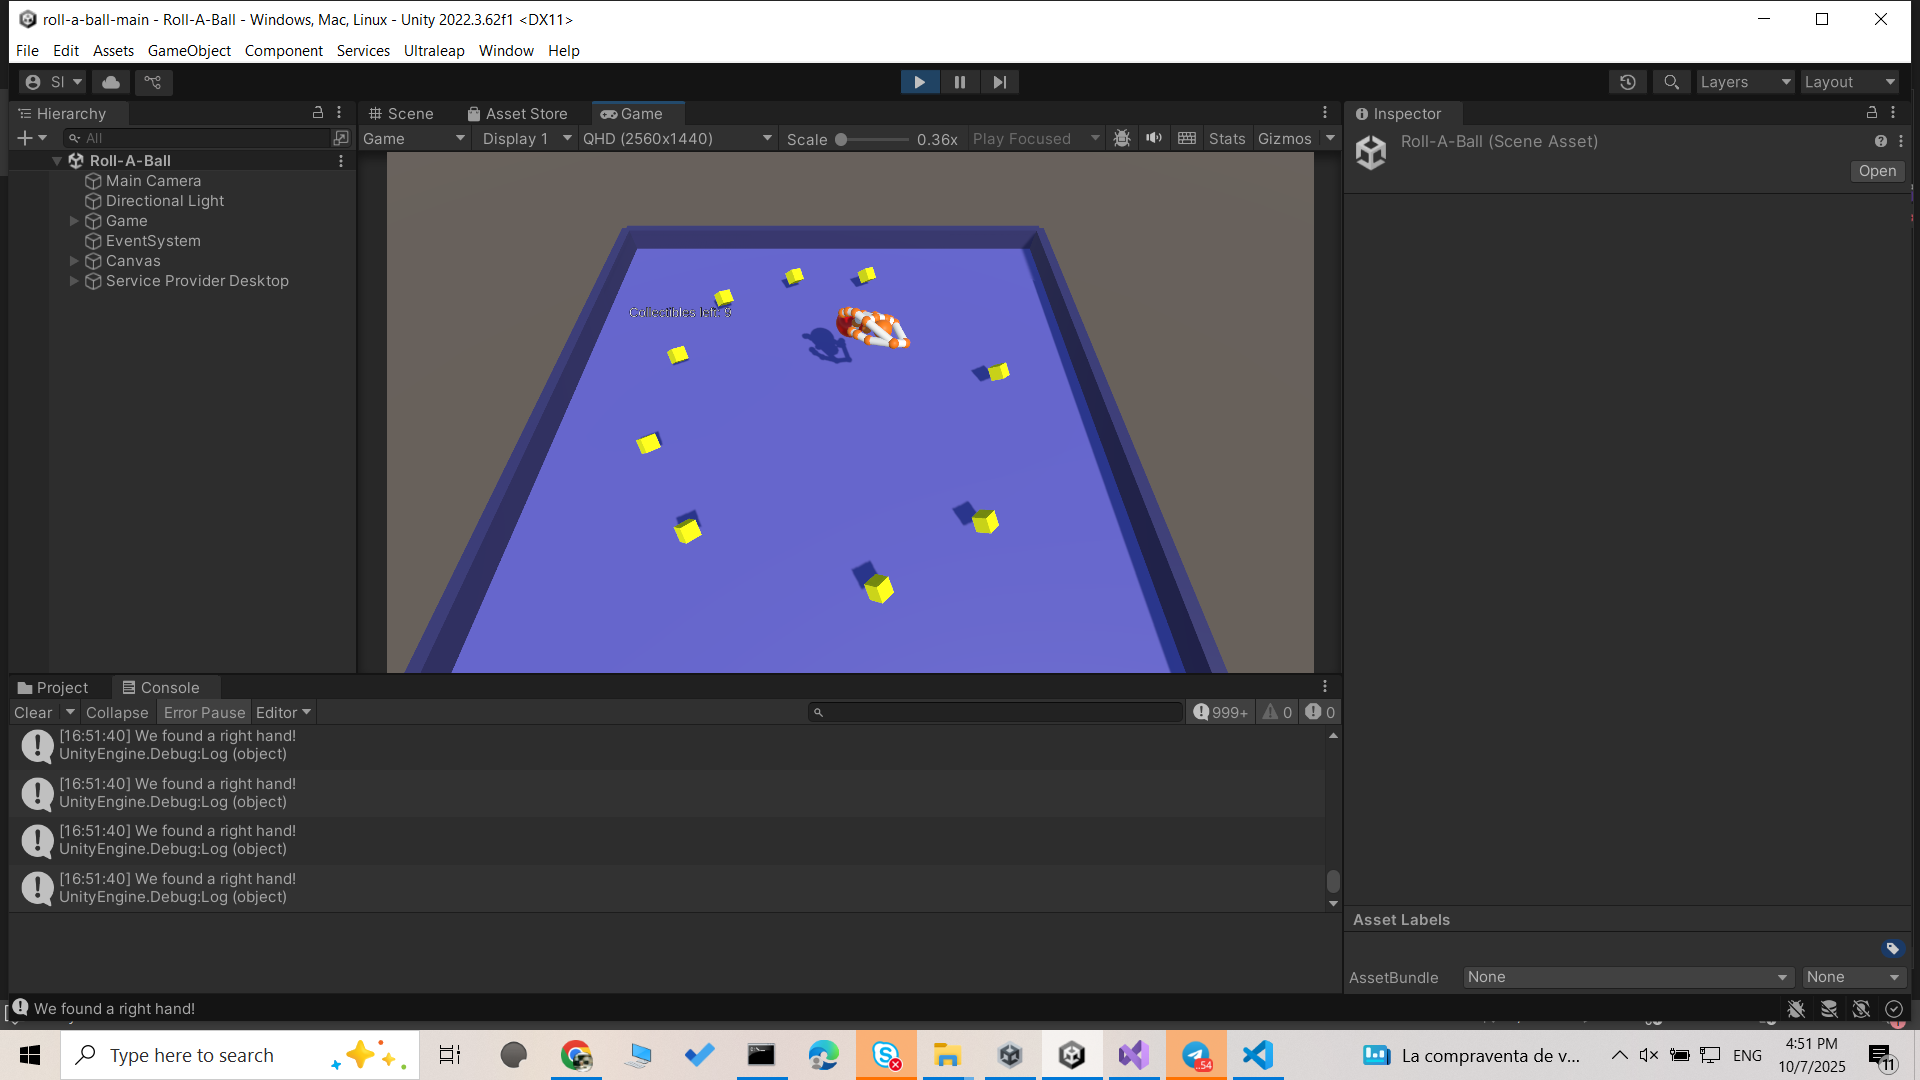 roll-a-ball-main - Roll-A-Ball - Windows, Mac, Linux - Unity 2022.3.62f1 <DX11>
File Edit Assets GameObject Component Services Ultraleap Window Help
SI
Layers
Layout
Hierarchy
Scene
Asset Store
Game
Inspector
All
Game
Display 1
QHD (2560x1440)
Scale
0.36x
Play Focused
Stats
Gizmos
Roll-A-Ball (Scene Asset)
Open
Roll-A-Ball
Main Camera
Directional Light
Game
EventSystem
Canvas
Service Provider Desktop
Collectibles left: 9
Project
Console
Clear
Collapse
Error Pause
Editor
999+
0
0
[16:51:40] We found a right hand!
UnityEngine.Debug:Log (object)
[16:51:40] We found a right hand!
UnityEngine.Debug:Log (object)
[16:51:40] We found a right hand!
UnityEngine.Debug:Log (object)
[16:51:40] We found a right hand!
UnityEngine.Debug:Log (object)
Asset Labels
AssetBundle
None
None
We found a right hand!
Type here to search
..54
La compraventa de v...
ENG
4:51 PM
10/7/2025
11